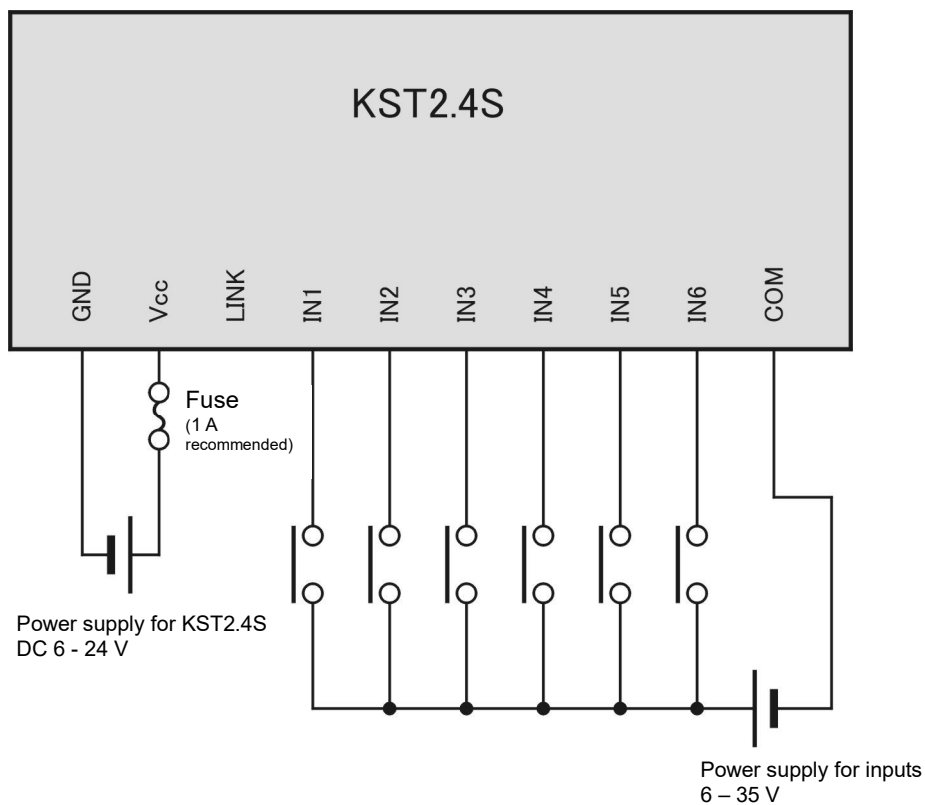 KST2.4S
GND
Vcc
LINK
IN1
IN2
IN3
IN4
IN5
IN6
COM
Fuse
(1 A
recommended)
Power supply for KST2.4S
DC 6 - 24 V
Power supply for inputs
6 – 35 V